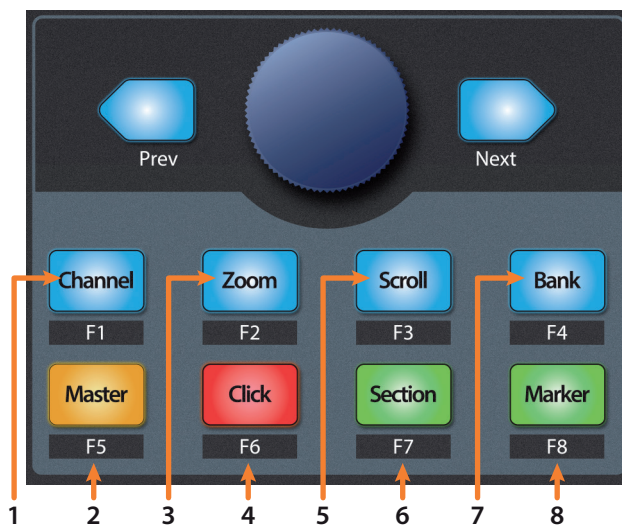 Prev Next
Channel Zoom Scroll Bank
F1 F2 F3 F4
Master Click Section Marker
F5 F6 F7 F8
1 2 3 4 5 6 7 8